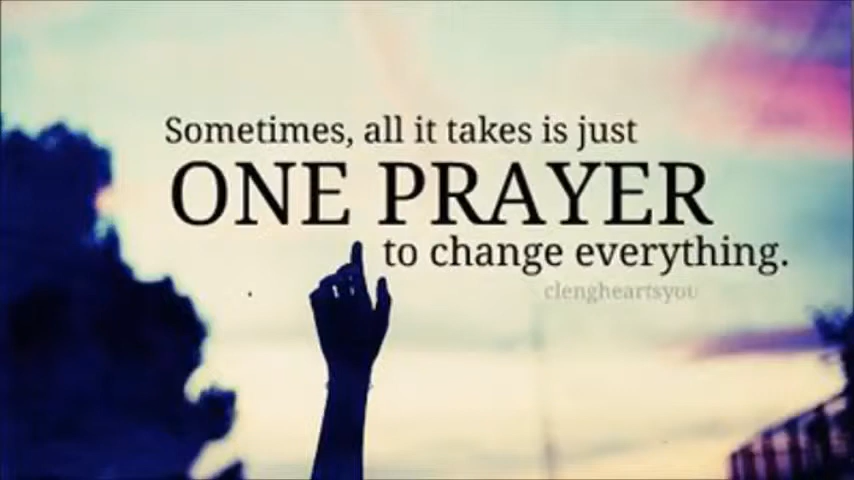 Sometimes, all it takes is just
ONE PRAYER
to change everything.
clengheartsyou